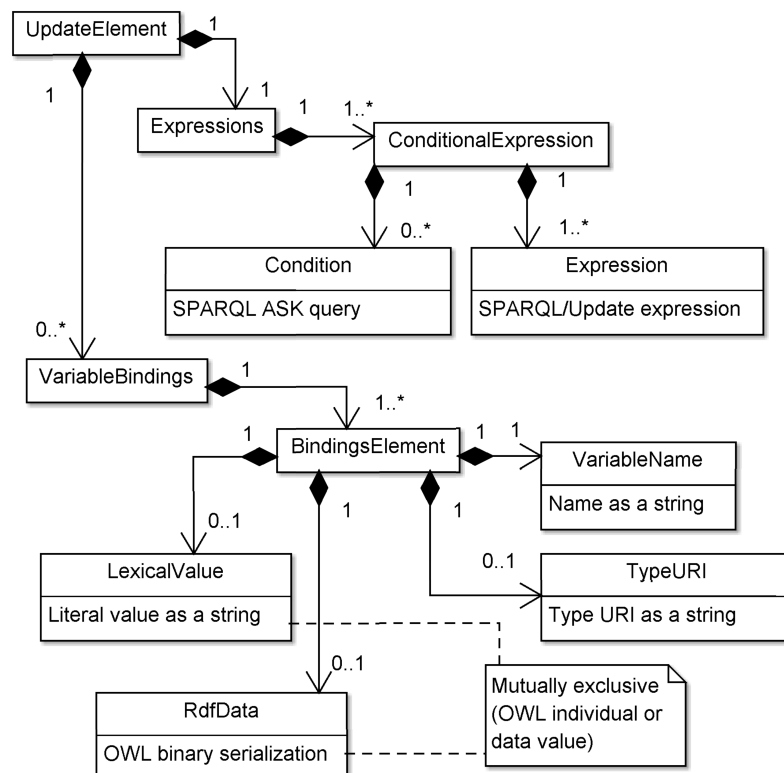 UpdateElement
1
1
1
Expressions
1
1..*
1
ConditionalExpression
1
1
0..*
1..*
Condition
SPARQL ASK query
Expression
SPARQL/Update expression
0..*
VariableBindings
1
1..*
BindingsElement
1
1
1
1
1
VariableName
Name as a string
0..1
LexicalValue
Literal value as a string
0..1
TypeURI
Type URI as a string
0..1
RdfData
OWL binary serialization
Mutually exclusive
(OWL individual or
data value)